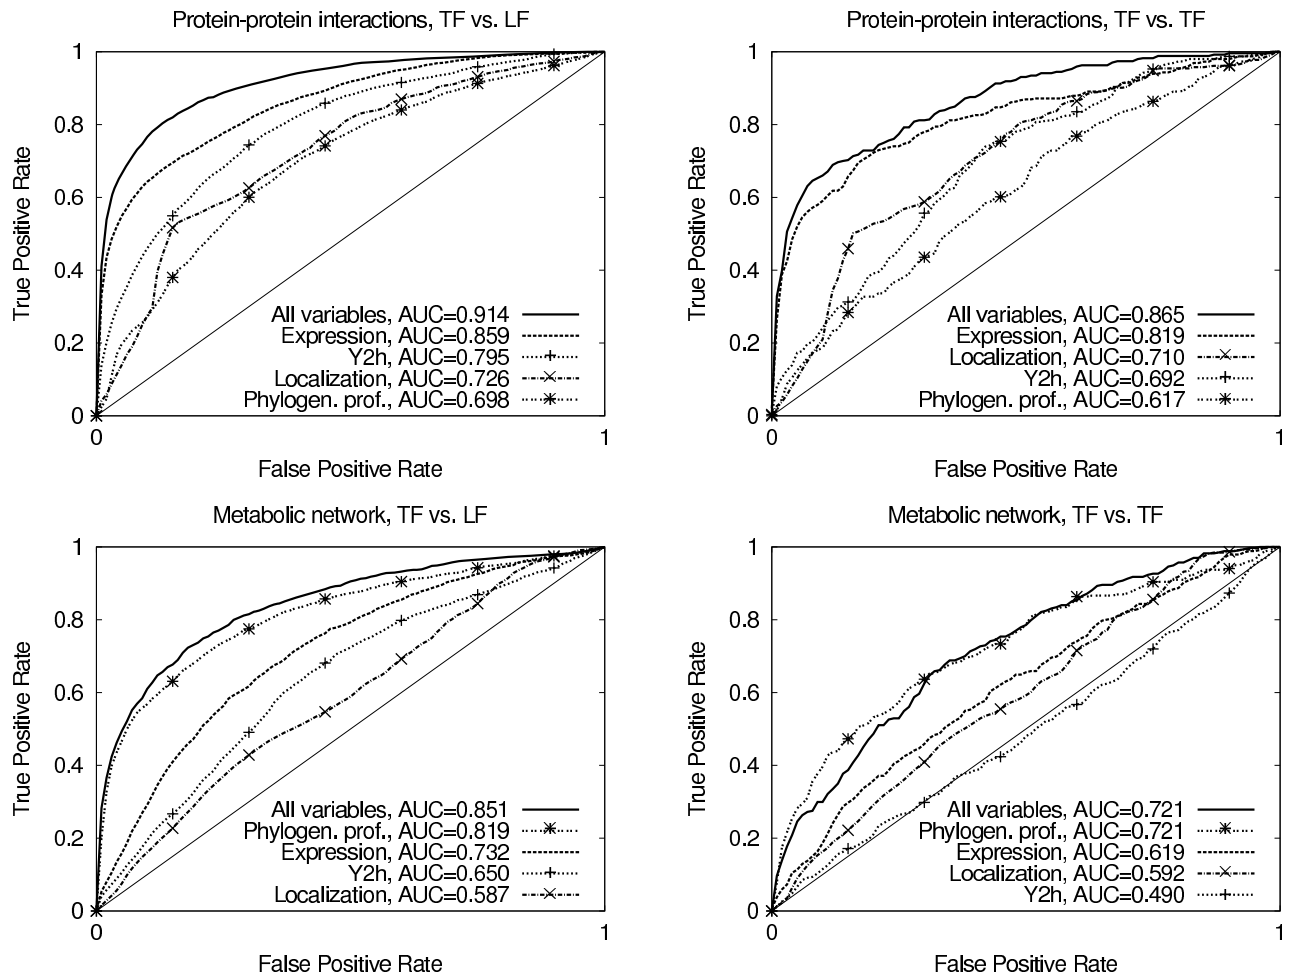 Protein-protein interactions, TF vs. LF
True Positive Rate
1
0.8
0.6
0.4
0.2
0
All variables, AUC=0.914
Expression, AUC=0.859
Y2h, AUC=0.795
Localization, AUC=0.726
Phylogen. prof., AUC=0.698
0
1
False Positive Rate
Protein-protein interactions, TF vs. TF
True Positive Rate
1
0.8
0.6
0.4
0.2
0
All variables, AUC=0.865
Expression, AUC=0.819
Localization, AUC=0.710
Y2h, AUC=0.692
Phylogen. prof., AUC=0.617
0
1
False Positive Rate
Metabolic network, TF vs. LF
True Positive Rate
1
0.8
0.6
0.4
0.2
0
All variables, AUC=0.851
Phylogen. prof., AUC=0.819
Expression, AUC=0.732
Y2h, AUC=0.650
Localization, AUC=0.587
0
1
False Positive Rate
Metabolic network, TF vs. TF
True Positive Rate
1
0.8
0.6
0.4
0.2
0
All variables, AUC=0.721
Phylogen. prof., AUC=0.721
Expression, AUC=0.619
Localization, AUC=0.592
Y2h, AUC=0.490
0
1
False Positive Rate